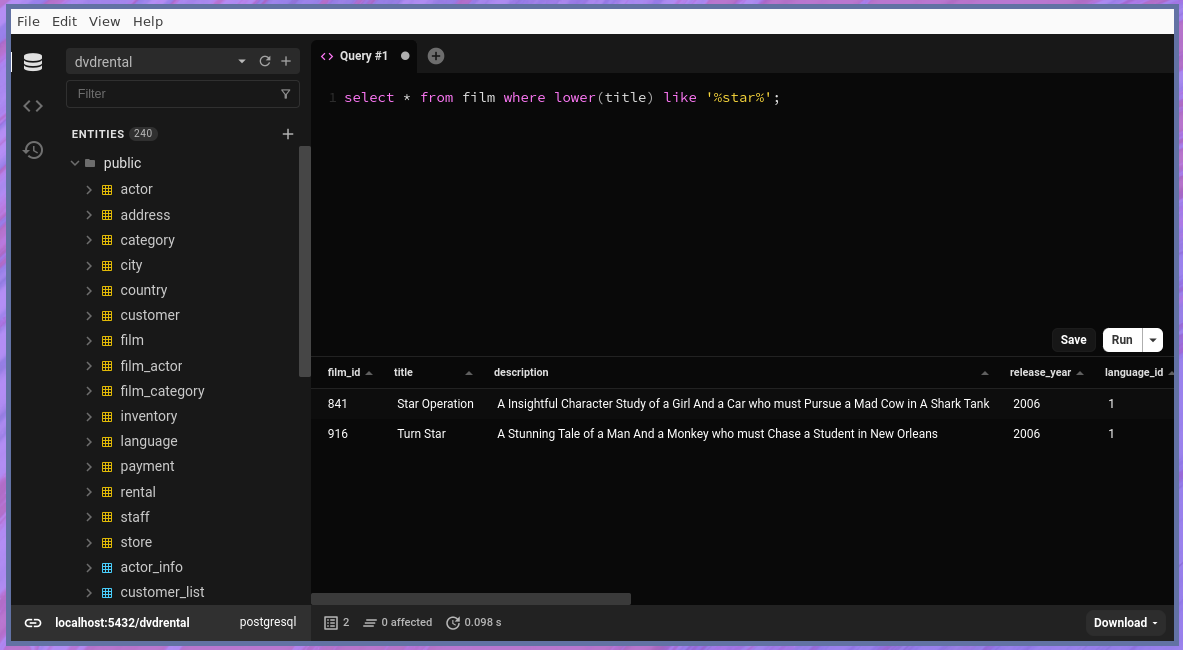 File Edit View Help
dvdrental
Filter
ENTITIES 240
public
actor
address
category
city
country
customer
film
film_actor
film_category
inventory
language
payment
rental
staff
store
actor_info
customer_list
localhost:5432/dvdrental postgresql
Query #1
1 select * from film where lower(title) like '%star%';
Save Run
film_id title description release_year language_id
841 Star Operation A Insightful Character Study of a Girl And a Car who must Pursue a Mad Cow in A Shark Tank 2006 1
916 Turn Star A Stunning Tale of a Man And a Monkey who must Chase a Student in New Orleans 2006 1
2 0 affected 0.098 s Download